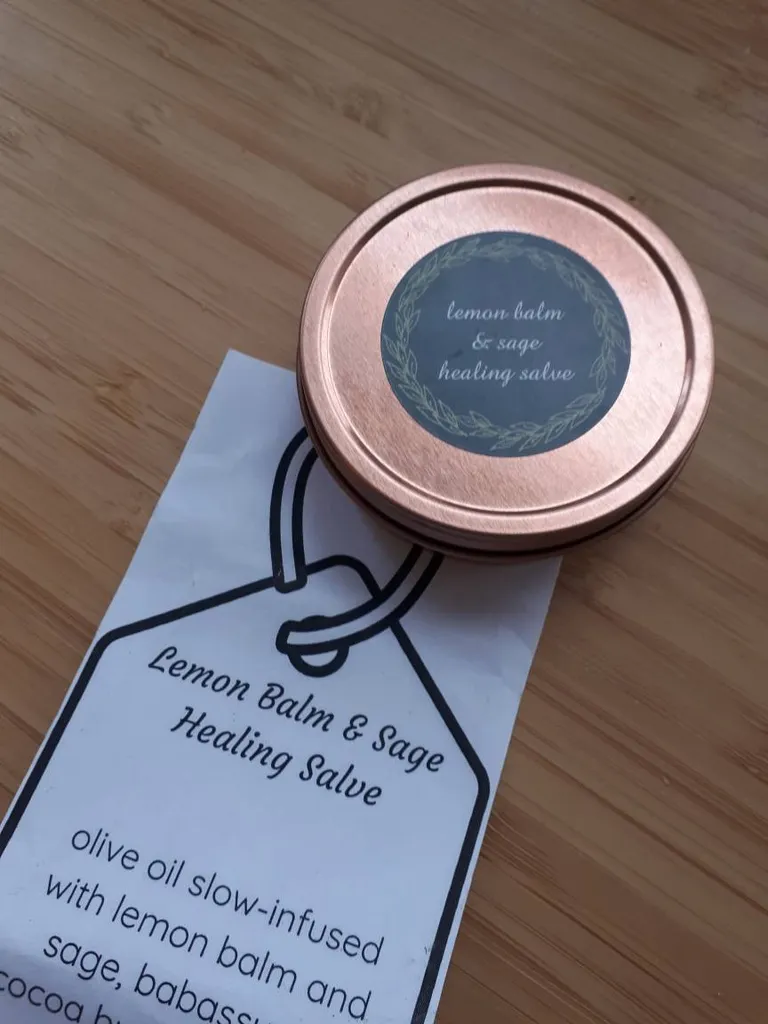 lemon balm
& sage
healing salve
Lemon Balm & Sage
Healing Salve
olive oil slow-infused
with lemon balm and
sage,
cocoa